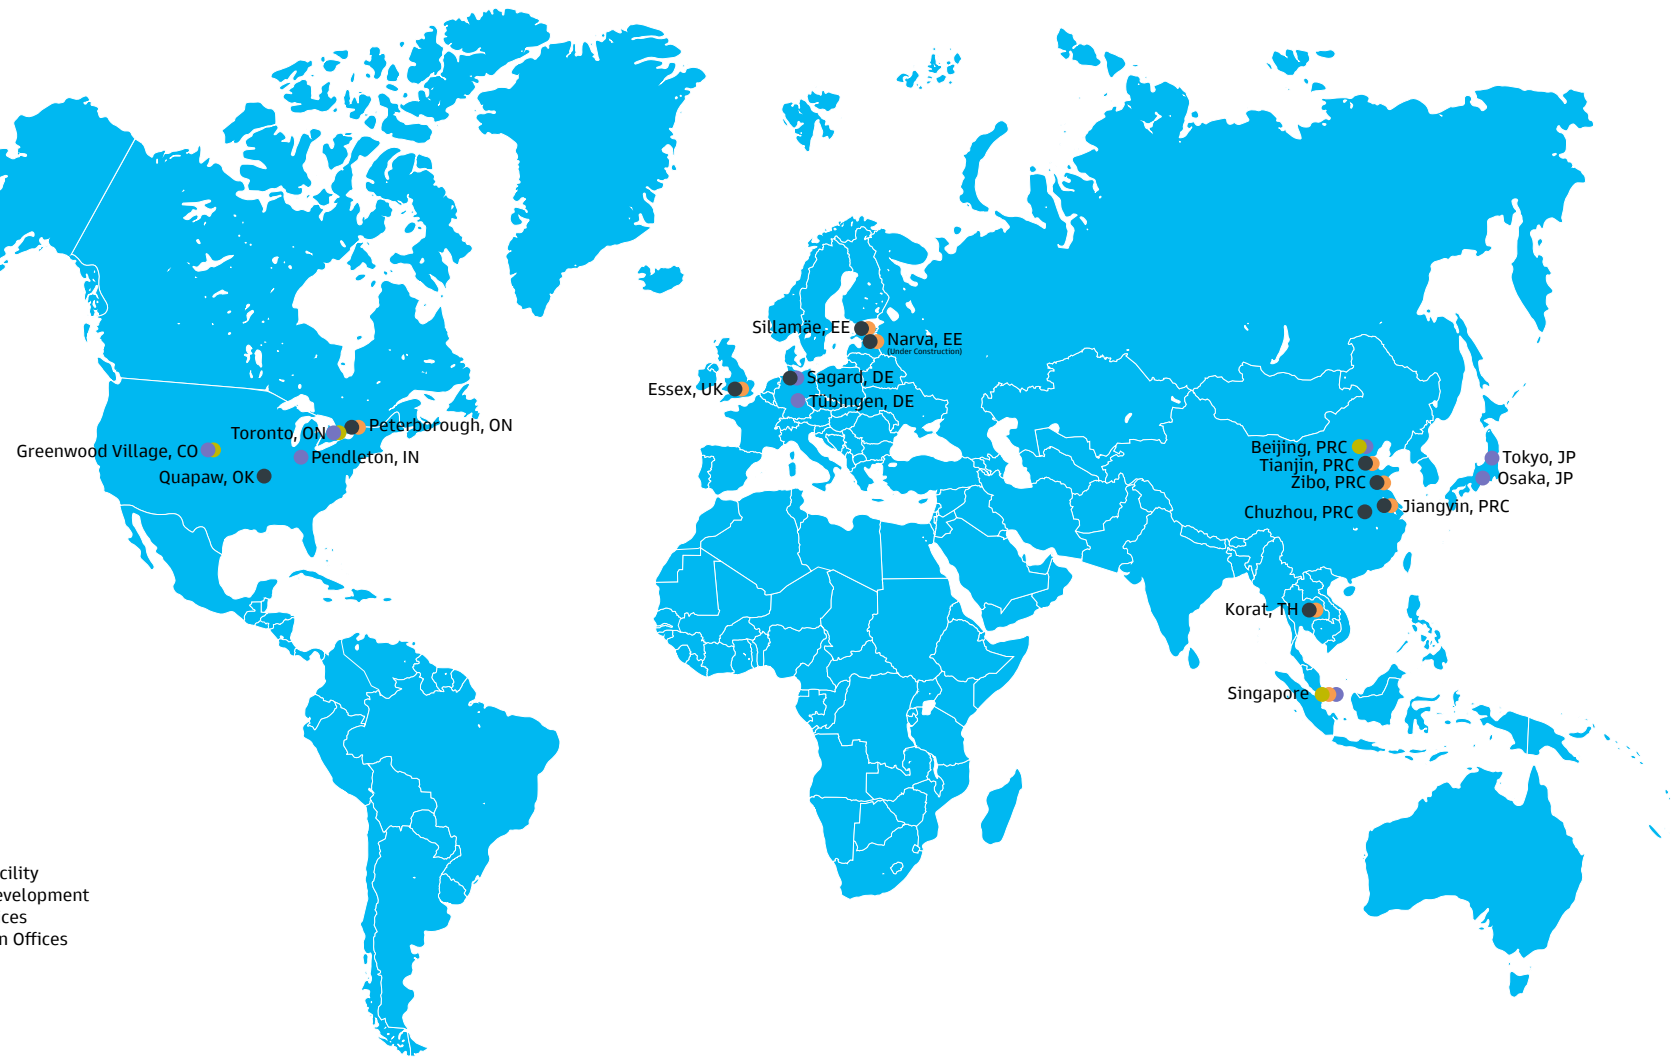 Sillamäe, EE
Narva, EE
(Under Construction)
Essex, UK
Sagard, DE
Tübingen, DE
Toronto, ON
Peterborough, ON
Greenwood Village, CO
Pendleton, IN
Quapaw, OK
Beijing, PRC
Tianjin, PRC
Zibo, PRC
Chuzhou, PRC
Jiangyin, PRC
Tokyo, JP
Osaka, JP
Korat, TH
Singapore
cility
evelopment
ces
n Offices